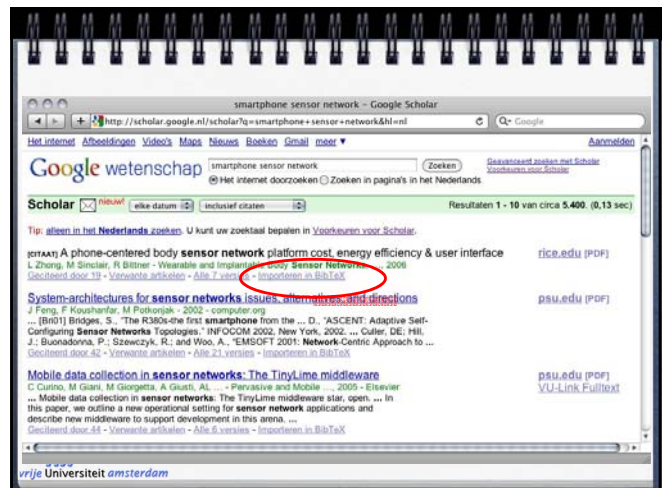 smartphone sensor network – Google Scholar
http://scholar.google.nl/scholar?q=smartphone+sensor+network&hl=nl
Google
Het internet Afbeeldingen Video's Maps Nieuws Boeken Gmail meer ▼ Aanmelden
Google wetenschap
smartphone sensor network
Zoeken
Geavanceerd zoeken met Scholar
Voorkeuren voor Scholar
Het internet doorzoeken Zoeken in pagina's in het Nederlands
Scholar nieuw! elke datum inclusief citaten Resultaten 1 - 10 van circa 5.400. (0,13 sec)
Tip: alleen in het Nederlands zoeken. U kunt uw zoektaal bepalen in Voorkeuren voor Scholar.
[CITAAT] A phone-centered body sensor network platform cost, energy efficiency & user interface rice.edu [PDF]
L Zhong, M Sinclair, R Bittner - Wearable and Implantable Body Sensor Networks, ..., 2006
Geciteerd door 19 - Verwante artikelen - Alle 7 versies - Importeren in BibTeX
System-architectures for sensor networks issues, alternatives, and directions psu.edu [PDF]
J Feng, F Koushanfar, M Potkonjak - 2002 - computer.org
... [Bri01] Bridges, S., "The R380s-the first smartphone from the ... D., "ASCENT: Adaptive Self-
Configuring Sensor Networks Topologies." INFOCOM 2002, New York, 2002. ... Culler, DE; Hill,
J.; Buonadonna, P.; Szewczyk, R.; and Woo, A., "EMSOFT 2001: Network-Centric Approach to ...
Geciteerd door 42 - Verwante artikelen - Alle 21 versies - Importeren in BibTeX
Mobile data collection in sensor networks: The TinyLime middleware psu.edu [PDF]
C Curino, M Giani, M Giorgetta, A Giusti, AL ... - Pervasive and Mobile ..., 2005 - Elsevier VU-Link Fulltext
... Mobile data collection in sensor networks: The TinyLime middleware star, open. ... In
this paper, we outline a new operational setting for sensor network applications and
describe new middleware to support development in this arena. ...
Geciteerd door 44 - Verwante artikelen - Alle 6 versies - Importeren in BibTeX
vrije Universiteit amsterdam